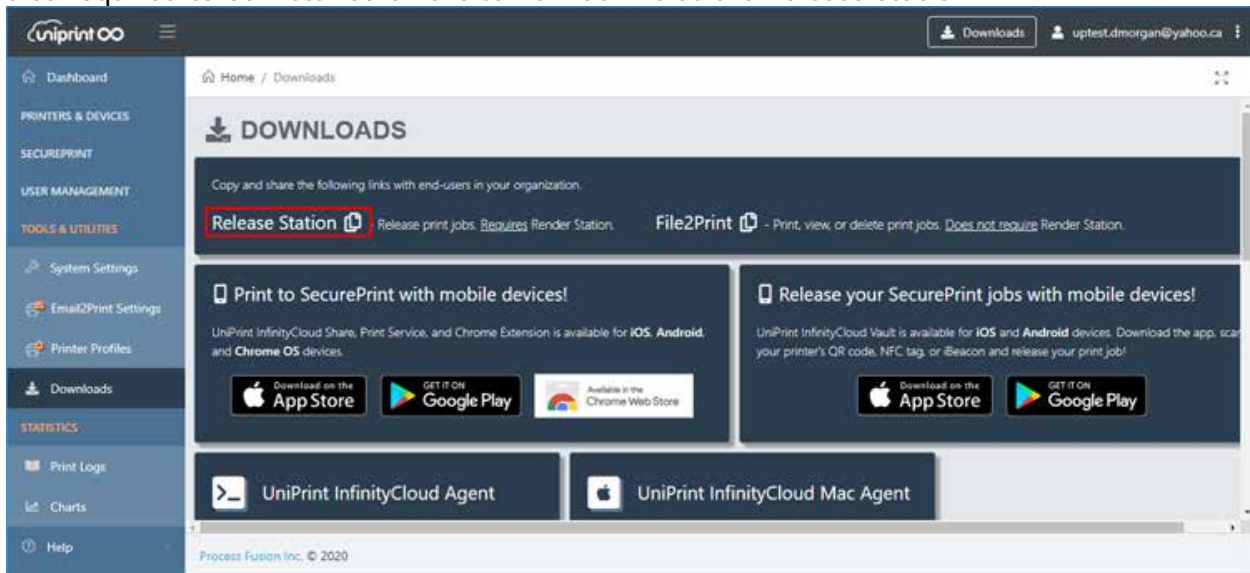 uniprint
Downloads
uptest.dmorgan@yahoo.ca
Dashboard
PRINTERS & DEVICES
SECUREPRINT
USER MANAGEMENT
TOOLS & UTILITIES
System Settings
Email2Print Settings
Printer Profiles
Downloads
STATISTICS
Print Logs
Charts
Help
Home / Downloads
DOWNLOADS
Copy and share the following links with end-users in your organization.
Release Station - Release print jobs. Requires Render Station.
File2Print - Print, view, or delete print jobs. Does not require Render Station.
Print to SecurePrint with mobile devices!
UniPrint InfinityCloud Share, Print Service, and Chrome Extension is available for iOS, Android,
and Chrome OS devices.
Download on the
App Store
GET IT ON
Google Play
Available in the
Chrome Web Store
Release your SecurePrint jobs with mobile devices!
UniPrint InfinityCloud Vault is available for iOS and Android devices. Download the app, scan
your printer's QR code, NFC tag, or iBeacon and release your print job!
Download on the
App Store
GET IT ON
Google Play
UniPrint InfinityCloud Agent
UniPrint InfinityCloud Mac Agent
Process Fusion Inc. © 2020